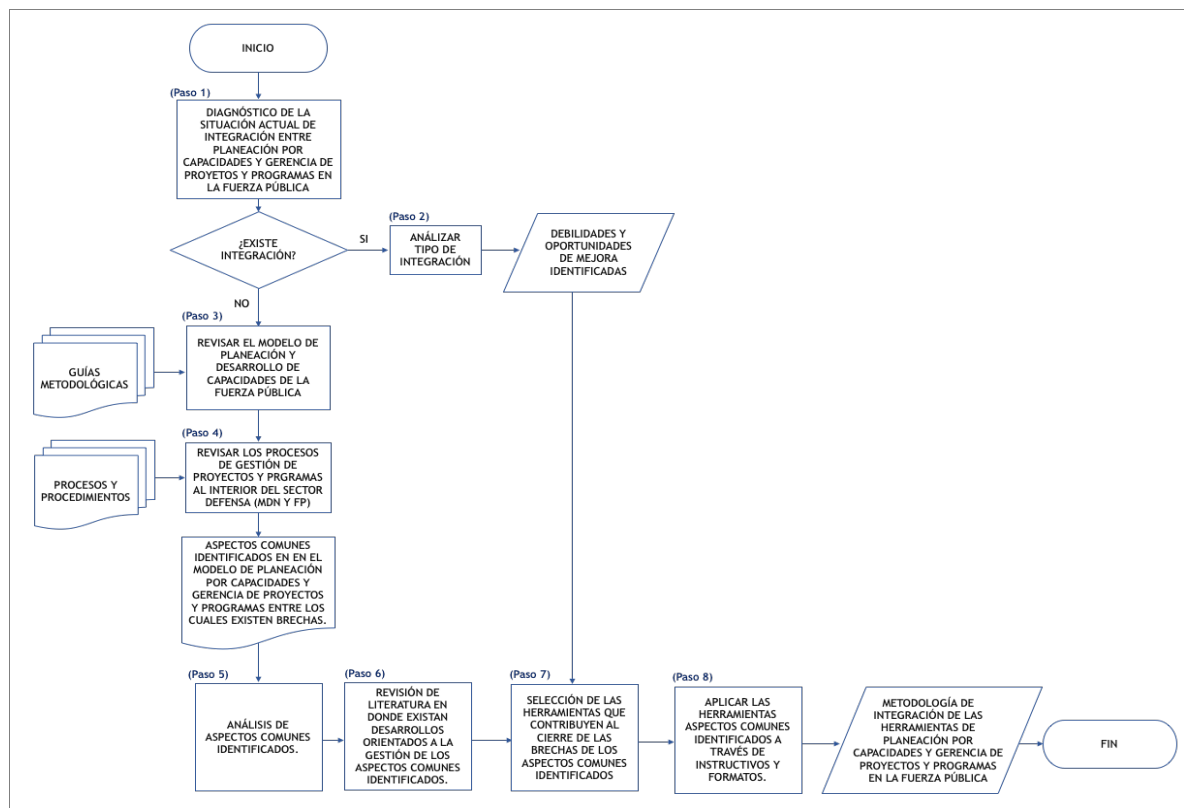 INICIO
(Paso 1)
DIAGNÓSTICO DE LA
SITUACIÓN ACTUAL DE
INTEGRACIÓN ENTRE
PLANEACIÓN POR
CAPACIDADES Y GERENCIA DE
PROYETOS Y PROGRAMAS EN
LA FUERZA PÚBLICA
¿EXISTE
INTEGRACIÓN?
SI
(Paso 2)
ANÁLIZAR
TIPO DE
INTEGRACIÓN
DEBILIDADES Y
OPORTUNIDADES
DE MEJORA
IDENTIFICADAS
NO
(Paso 3)
REVISAR EL MODELO DE
PLANEACIÓN Y
DESARROLLO DE
CAPACIDADES DE LA
FUERZA PÚBLICA
GUÍAS
METODOLÓGICAS
(Paso 4)
REVISAR LOS PROCESOS
DE GESTIÓN DE
PROYECTOS Y PRGRAMAS
AL INTERIOR DEL SECTOR
DEFENSA (MDN Y FP)
PROCESOS Y
PROCEDIMIENTOS
ASPECTOS COMUNES
IDENTIFICADOS EN EN EL
MODELO DE PLANEACIÓN
POR CAPACIDADES Y
GERENCIA DE PROYECTOS
Y PROGRAMAS ENTRE LOS
CUALES EXISTEN BRECHAS.
(Paso 5)
ANÁLISIS DE
ASPECTOS COMUNES
IDENTIFICADOS.
(Paso 6)
REVISIÓN DE
LITERATURA EN
DONDE EXISTAN
DESARROLLOS
ORIENTADOS A LA
GESTIÓN DE LOS
ASPECTOS COMUNES
IDENTIFICADOS.
(Paso 7)
SELECCIÓN DE LAS
HERRAMIENTAS QUE
CONTRIBUYEN AL
CIERRE DE LAS
BRECHAS DE LOS
ASPECTOS COMUNES
IDENTIFICADOS
(Paso 8)
APLICAR LAS
HERRAMIENTAS
ASPECTOS COMUNES
IDENTIFICADOS A
TRAVÉS DE
INSTRUCTIVOS Y
FORMATOS.
METODOLOGÍA DE
INTEGRACIÓN DE LAS
HERRAMIENTAS DE
PLANEACIÓN POR
CAPACIDADES Y GERENCIA DE
PROYECTOS Y PROGRAMAS
EN LA FUERZA PÚBLICA
FIN